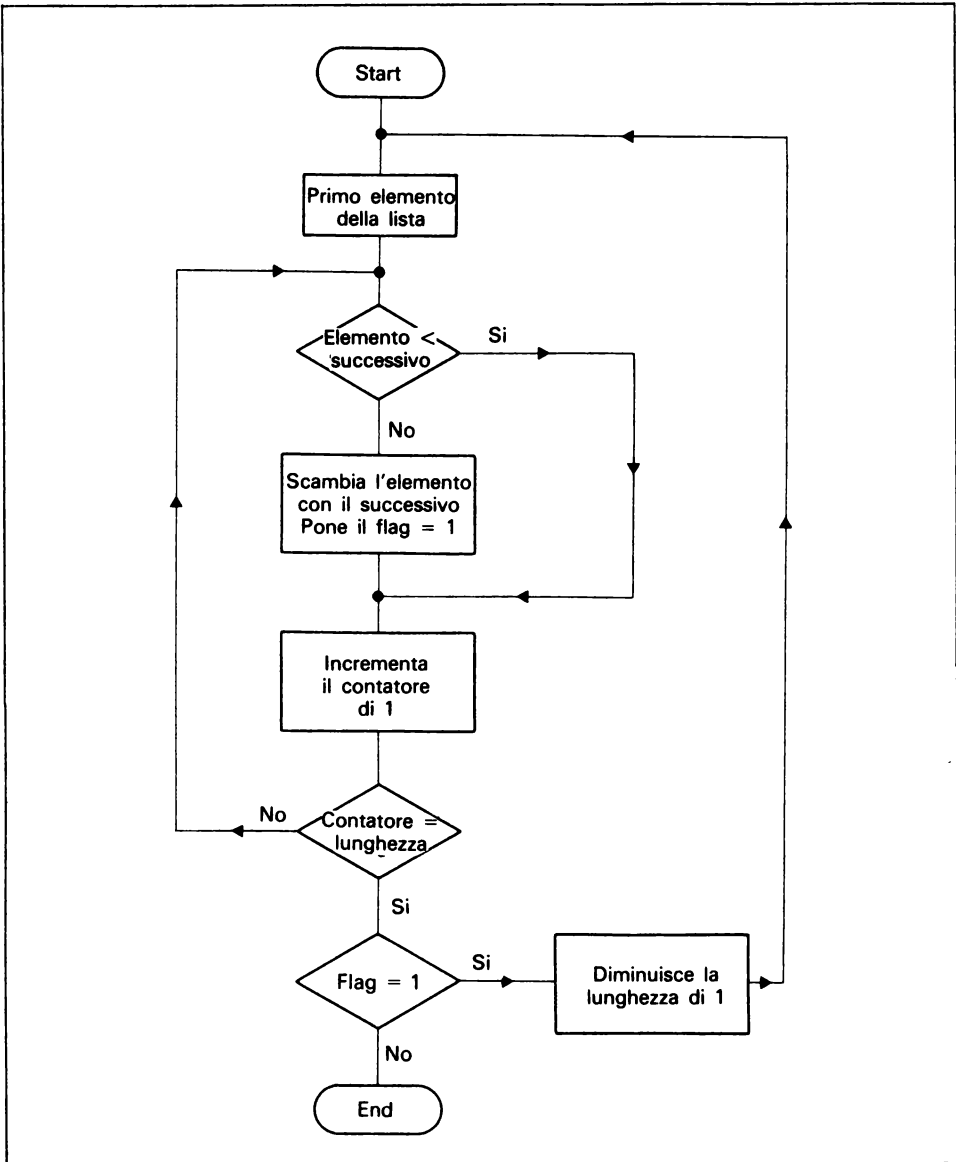 Start
Primo elemento
della lista
Elemento <
successivo
Si
No
Scambia l'elemento
con il successivo
Pone il flag = 1
Incrementa
il contatore
di 1
No
Contatore =
lunghezza
Si
Flag = 1
Si
Diminuisce la
lunghezza di 1
No
End